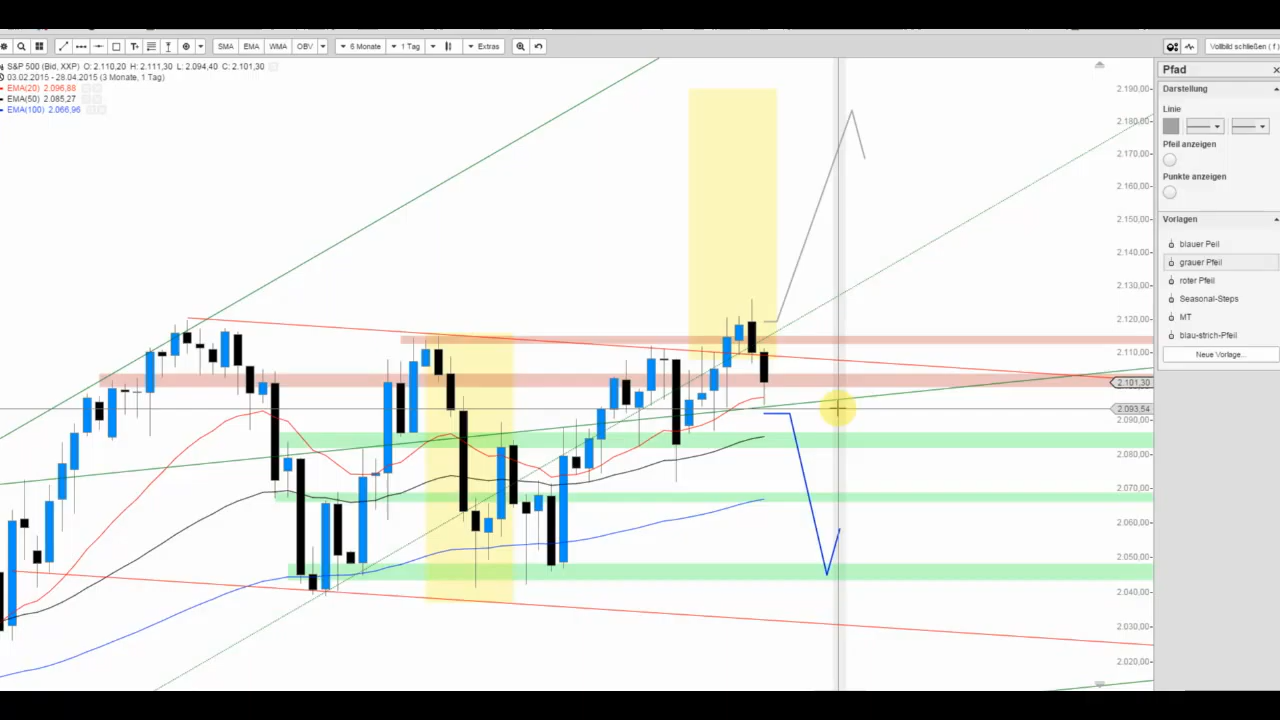 SMA EMA WMA OBV 6 Monate 1 Tag Extras Vollbild schließen ( f )
S&P 500 (Bid, XXP) O: 2.110,20 H: 2.111,30 L: 2.094,40 C: 2.101,30
03.02.2015 - 28.04.2015 (3 Monate, 1 Tag)
EMA(20) 2.096,88
EMA(50) 2.085,27
EMA(100) 2.066,96
2.190,00
2.180,00
2.170,00
2.160,00
2.150,00
2.140,00
2.130,00
2.120,00
2.110,00
2.101,30
2.093,54
2.090,00
2.080,00
2.070,00
2.060,00
2.050,00
2.040,00
2.030,00
2.020,00
Pfad
Darstellung
Linie
Pfeil anzeigen
Punkte anzeigen
Vorlagen
blauer Peil
grauer Pfeil
roter Pfeil
Seasonal-Steps
MT
blau-strich-Pfeil
Neue Vorlage...